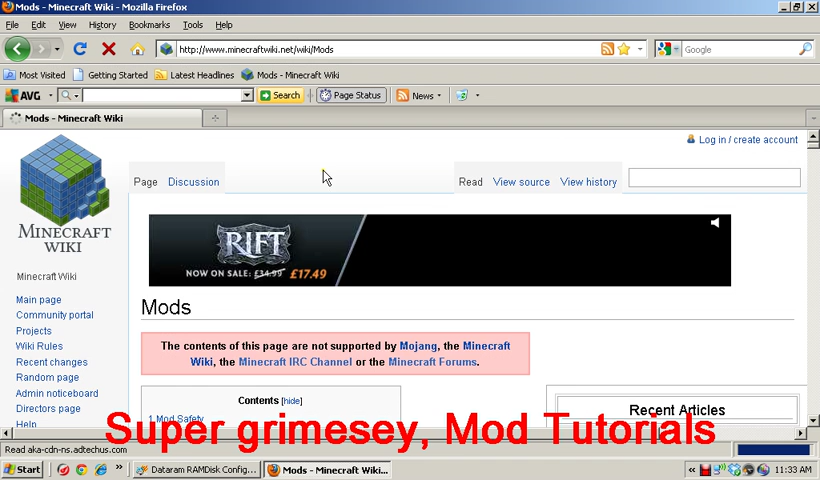 Mods - Minecraft Wiki - Mozilla Firefox
File Edit View History Bookmarks Tools Help
http://www.minecraftwiki.net/wiki/Mods
Google
Most Visited Getting Started Latest Headlines Mods - Minecraft Wiki
AVG Search Page Status News
Mods - Minecraft Wiki
Log in / create account
Page Discussion Read View source View history
MINECRAFT
WIKI
RIFT
NOW ON SALE: £34.99 £17.49
Minecraft Wiki
Main page
Community portal
Projects
Wiki Rules
Recent changes
Random page
Admin noticeboard
Directors page
Help
Mods
The contents of this page are not supported by Mojang, the Minecraft
Wiki, the Minecraft IRC Channel or the Minecraft Forums.
Contents [hide]
1 Mod Safety
Recent Articles
Super grimesey, Mod Tutorials
Read aka-cdn-ns.adtechus.com
Start Dataram RAMDisk Config... Mods - Minecraft Wiki... 11:33 AM